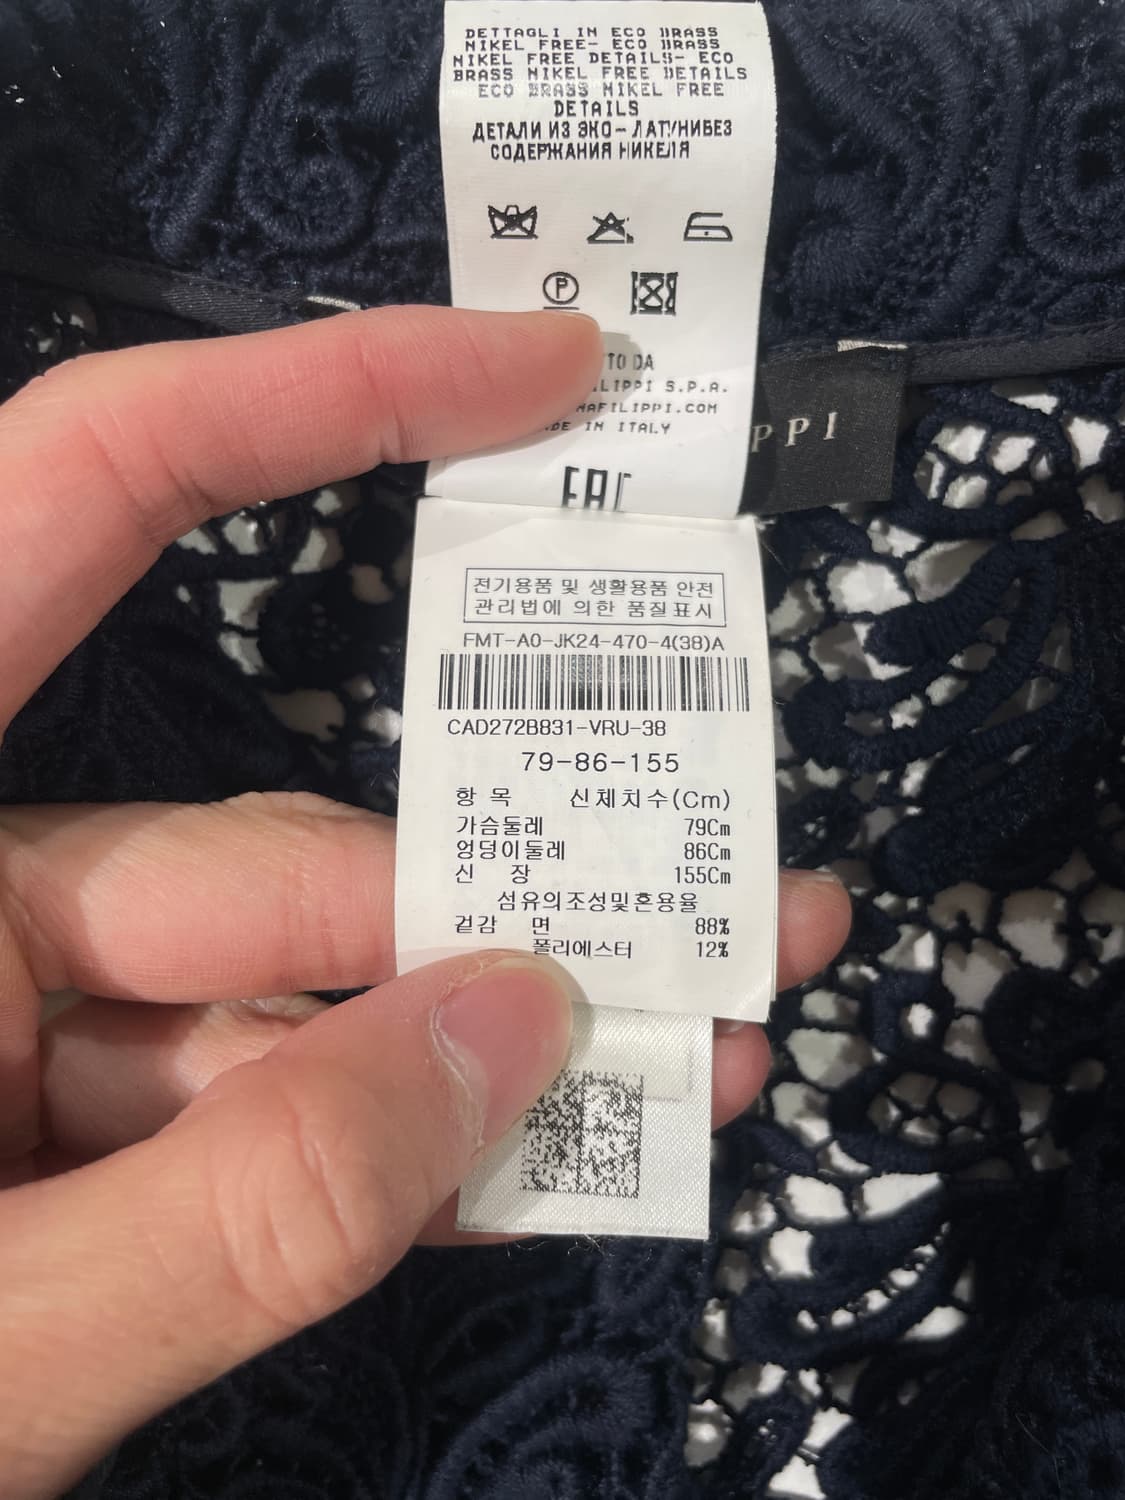 DETTAGLI IN ECO BRASS
NIKEL FREE- ECO BRASS
NIKEL FREE DETAILS- ECO
BRASS NIKEL FREE DETAILS
ECO BRASS NIKEL FREE
DETAILS
ДЕТАЛИ ИЗ ЭКО-ЛАТУНИБЕЗ
СОДЕРЖАНИЯ НИКЕЛЯ
P
TO DA
LIPPI S.P.A.
NAFILIPPI.COM
DE IN ITALY
EAC
PPI
전기용품 및 생활용품 안전
관리법에 의한 품질표시
FMT-A0-JK24-470-4(38)A
CAD272B831-VRU-38
79-86-155
항 목 신체치수(Cm)
가슴둘레 79Cm
엉덩이둘레 86Cm
신 장 155Cm
섬유의조성및혼용율
겉감 면 88%
폴리에스터 12%